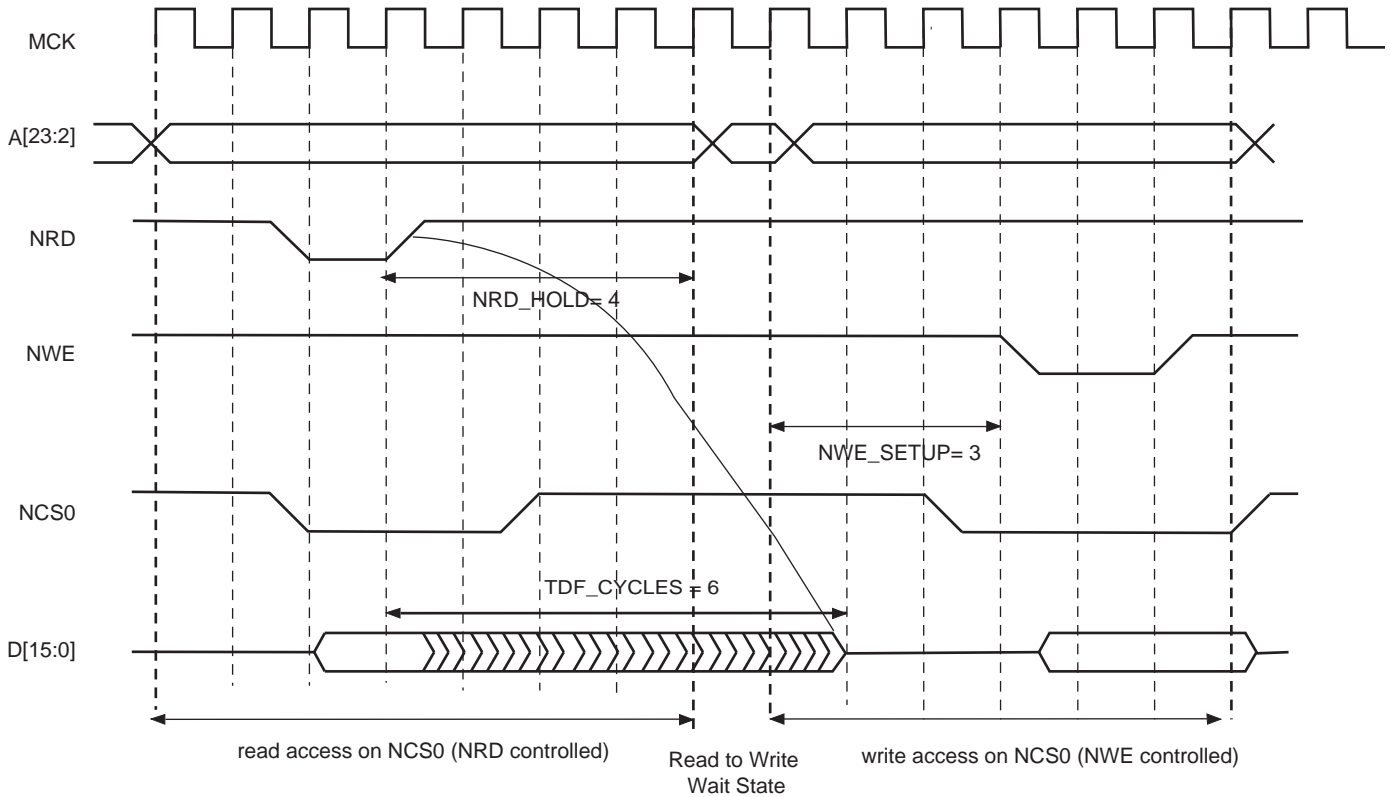 MCK
A[23:2]
NRD
NRD_HOLD= 4
NWE
NWE_SETUP= 3
NCS0
TDF_CYCLES = 6
D[15:0]
read access on NCS0 (NRD controlled)
Read to Write
Wait State
write access on NCS0 (NWE controlled)